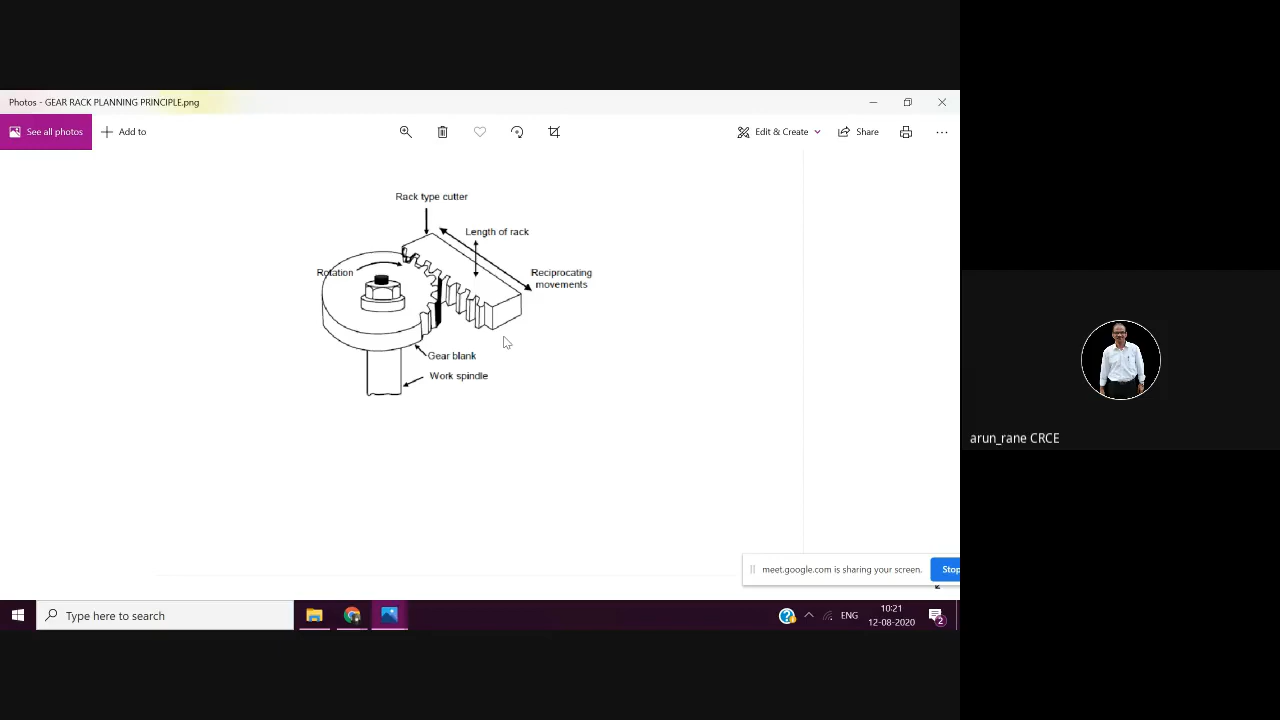 Photos - GEAR RACK PLANNING PRINCIPLE.png
See all photos
Add to
Edit & Create
Share
Rack type cutter
Length of rack
Rotation
Reciprocating
movements
Gear blank
Work spindle
arun_rane CRCE
meet.google.com is sharing your screen.
Stop
Type here to search
ENG
10:21
12-08-2020
2